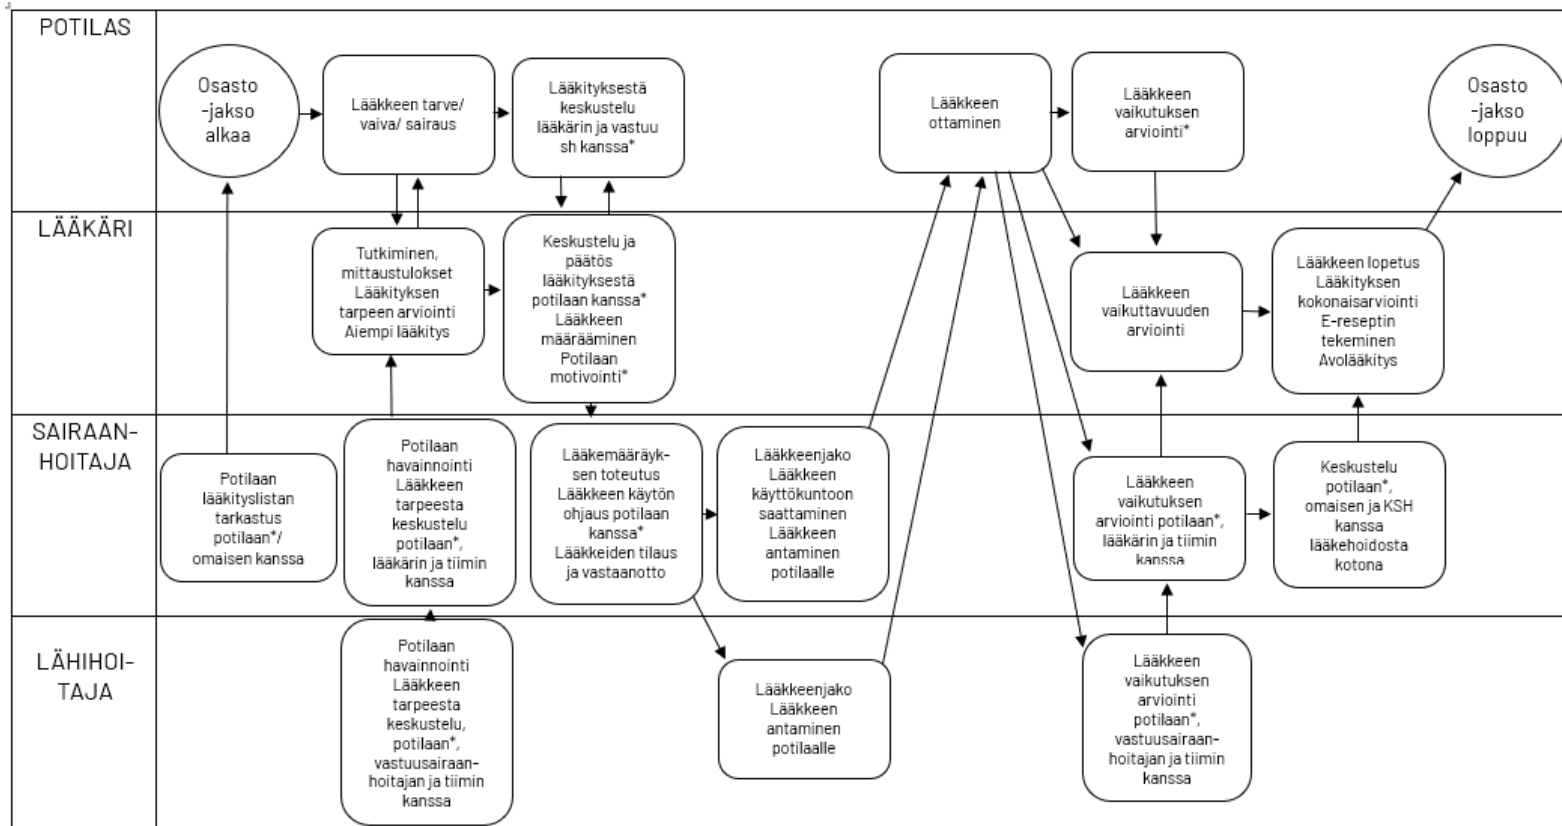 POTILAS
Osasto
-jakso
alkaa
Lääkkeen tarve/
vaiva/ sairaus
Lääkityksestä
keskustelu
lääkärin ja vastuu
sh kanssa*
Lääkkeen
ottaminen
Lääkkeen
vaikutuksen
arviointi*
Osasto
-jakso
loppuu
LÄÄKÄRI
Tutkiminen,
mittaustulokset
Lääkityksen
tarpeen arviointi
Aiempi lääkitys
Keskustelu ja
päätös
lääkityksestä
potilaan kanssa*
Lääkkeen
määrääminen
Potilaan
motivointi*
Lääkkeen
vaikuttavuuden
arviointi
Lääkkeen lopetus
Lääkityksen
kokonaisarviointi
E-reseptin
tekeminen
Avolääkitys
SAIRAAN-
HOITAJA
Potilaan
lääkityslistan
tarkastus
potilaan*/
omaisen kanssa
Potilaan
havainnointi
Lääkkeen
tarpeesta
keskustelu
potilaan*,
lääkärin ja tiimin
kanssa
Lääkemääräyk-
sen toteutus
Lääkkeen käytön
ohjaus potilaan
kanssa*
Lääkkeiden tilaus
ja vastaanotto
Lääkkeenjako
Lääkkeen
käyttökuntoon
saattaminen
Lääkkeen
antaminen
potilaalle
Lääkkeen
vaikutuksen
arviointi potilaan*,
lääkärin ja tiimin
kanssa
Keskustelu
potilaan*,
omaisen ja KSH
kanssa
lääkehoidosta
kotona
LÄHIHOI-
TAJA
Potilaan
havainnointi
Lääkkeen
tarpeesta
keskustelu,
potilaan*,
vastuusairaan-
hoitajan ja tiimin
kanssa
Lääkkeenjako
Lääkkeen
antaminen
potilaalle
Lääkkeen
vaikutuksen
arviointi
potilaan*,
vastuusairaan-
hoitajan ja tiimin
kanssa